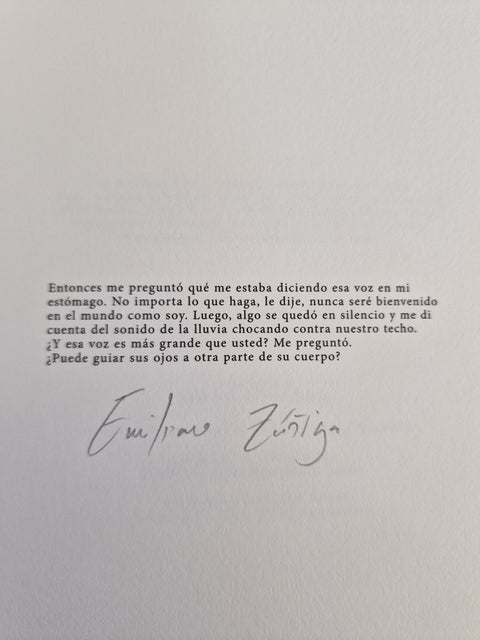 Entonces me preguntó qué me estaba diciendo esa voz en mi
estómago. No importa lo que haga, le dije, nunca seré bienvenido
en el mundo como soy. Luego, algo se quedó en silencio y me di
cuenta del sonido de la lluvia chocando contra nuestro techo.
¿Y esa voz es más grande que usted? Me preguntó.
¿Puede guiar sus ojos a otra parte de su cuerpo?
Emiliano Zúñiga